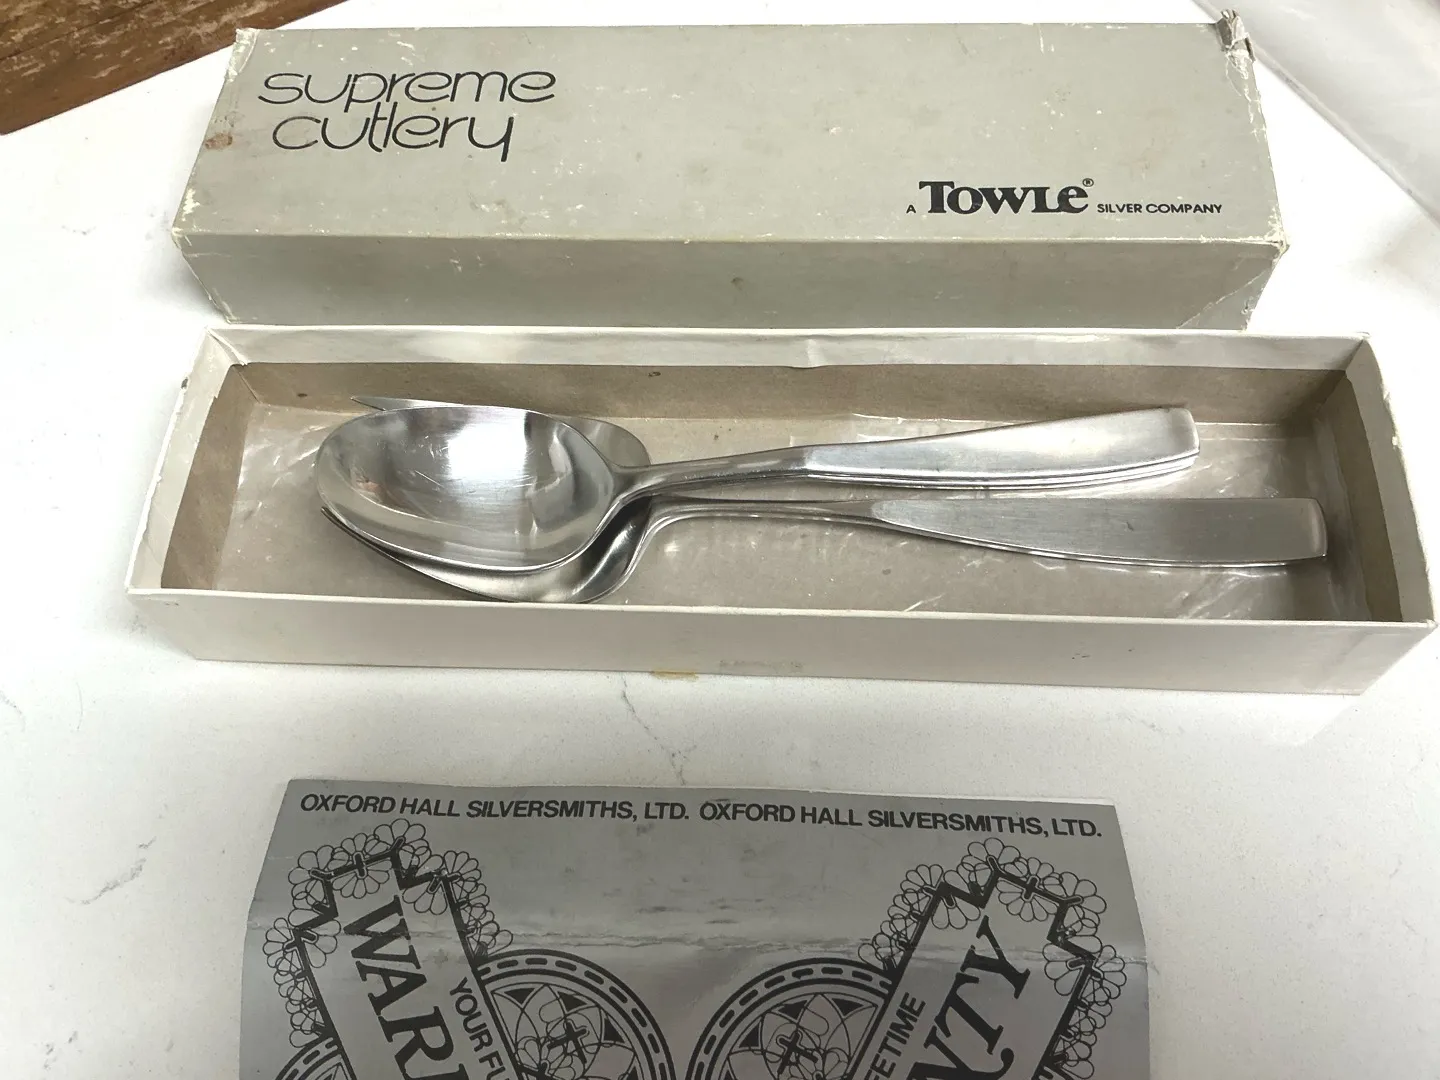 supreme
cutlery
A TOWLE® SILVER COMPANY
OXFORD HALL SILVERSMITHS, LTD. OXFORD HALL SILVERSMITHS, LTD.